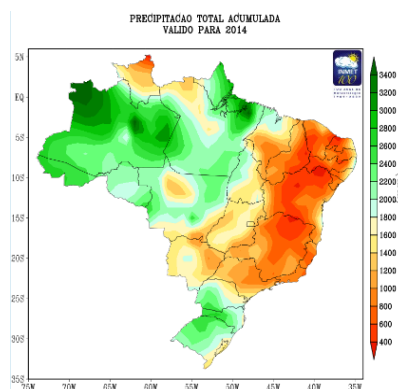 PRECIPITACAO TOTAL ACUMULADA
VALIDO PARA 2014
INMET
100
5N
EQ
5S
10S
15S
20S
25S
30S
35S
75W
70W
65W
60W
55W
50W
45W
40W
35W
3400
3200
3000
2800
2600
2400
2200
2000
1800
1600
1400
1200
1000
800
600
400